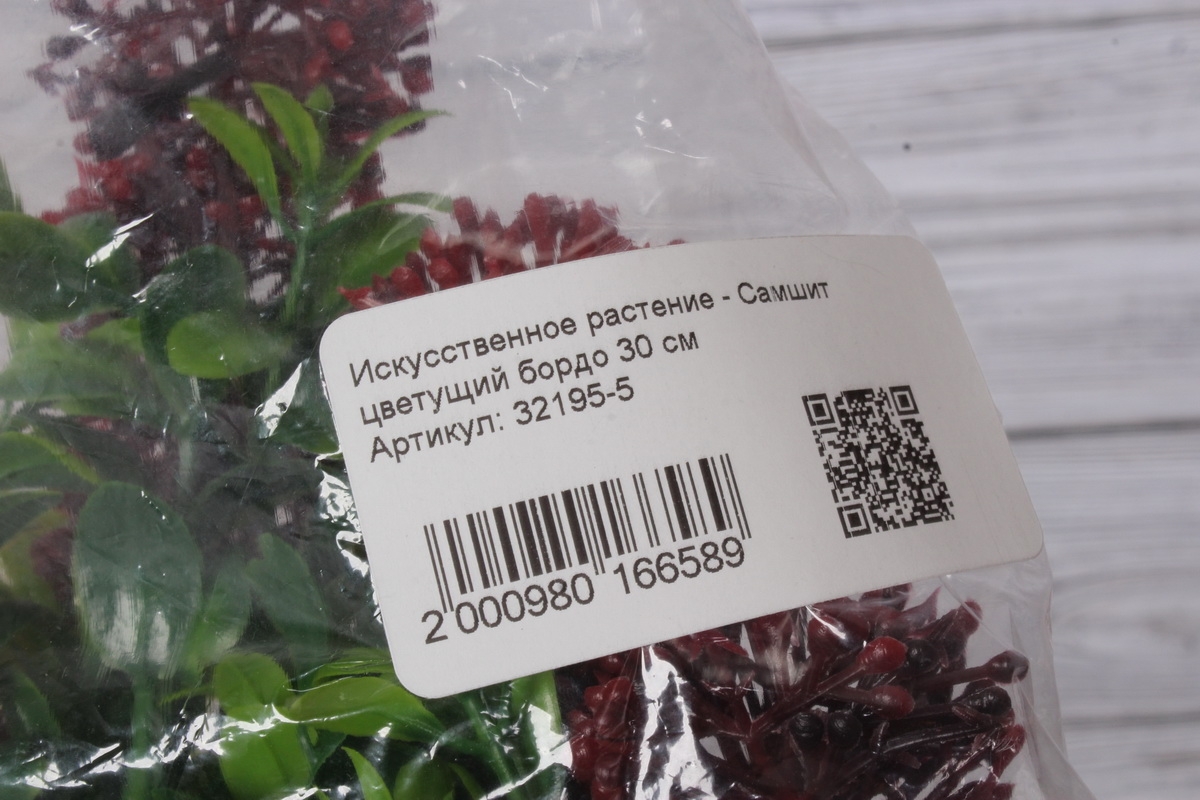 Искусственное растение - Самшит
цветущий бордо 30 см
Артикул: 32195-5
2 000980 166589